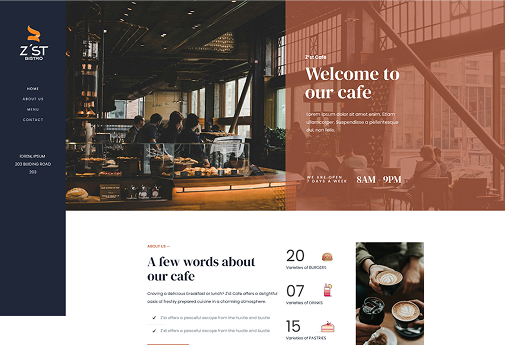 Z'ST
BISTRO
HOME
ABOUT US
MENU
CONTACT
LOREM, IPSUM
203 BUILDING ROAD
203
Z'st Cafe
Welcome to
our cafe
Lorem ipsum dolor sit amet enim. Etiam
ullamcorper. Suspendisse a pellentesque
dui, non felis.
WE ARE OPEN
7 DAYS A WEEK
8AM - 9PM
ABOUT US —
A few words about
our cafe
Craving a delicious breakfast or lunch? Z'st Cafe offers a delightful
oasis of freshly prepared cuisine in a charming atmosphere.
✓ Z'st offers a peaceful escape from the hustle and bustle
✓ Z'st offers a peaceful escape from the hustle and bustle
20
Varieties of BURGERS
07
Varieties of DRINKS
15
Varieties of PASTRIES